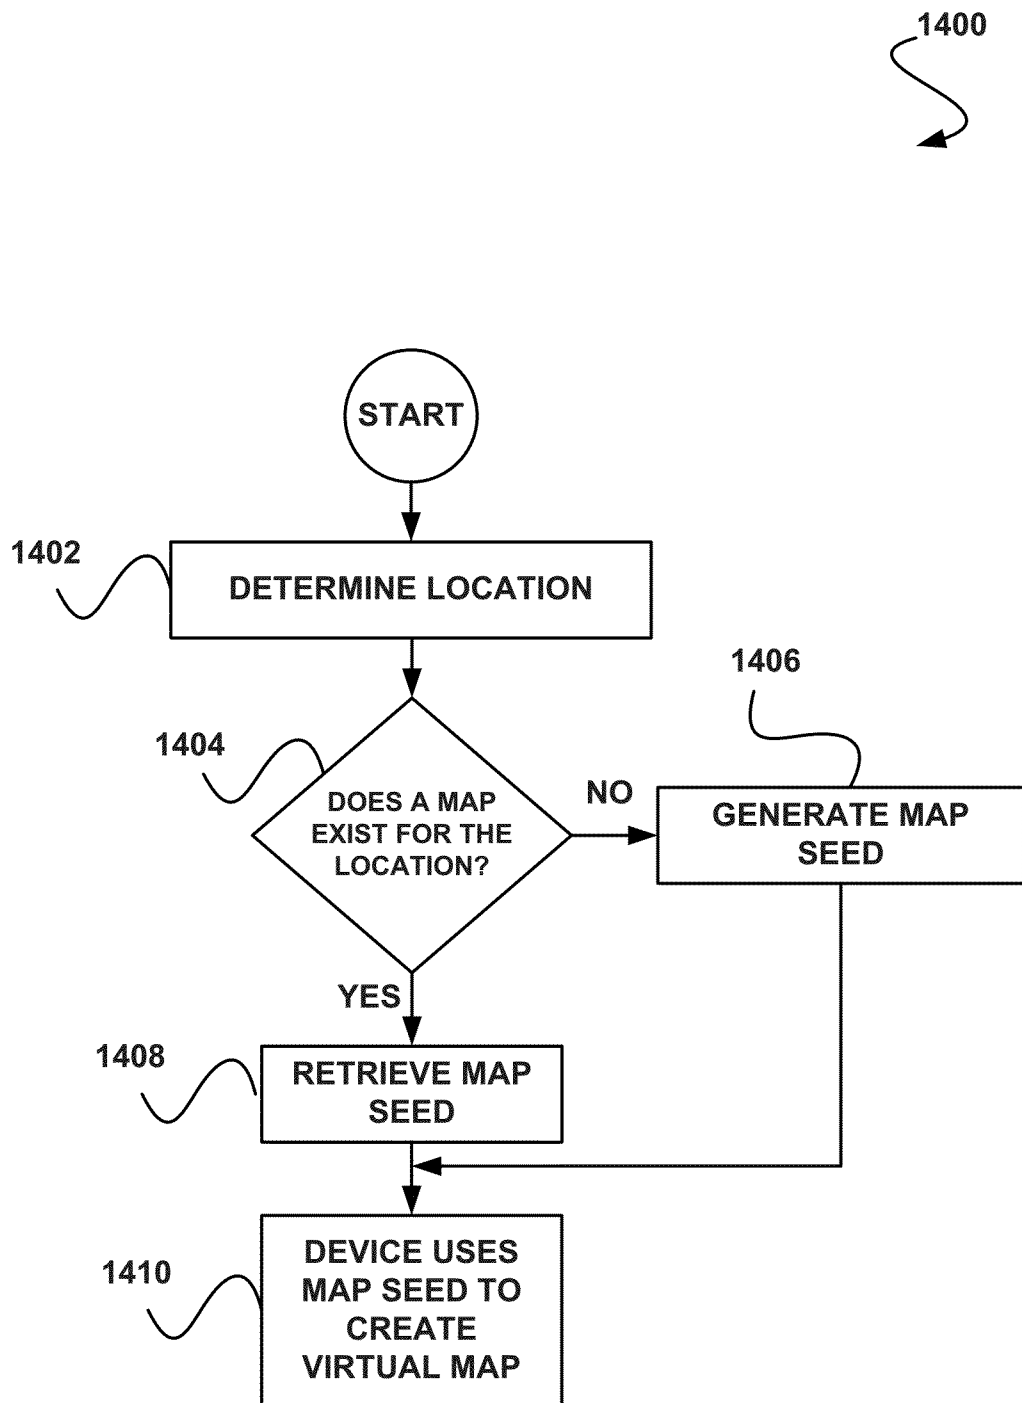 1400
START
1402
DETERMINE LOCATION
1406
1404
DOES A MAP
EXIST FOR THE
LOCATION?
NO
GENERATE MAP
SEED
YES
1408
RETRIEVE MAP
SEED
1410
DEVICE USES
MAP SEED TO
CREATE
VIRTUAL MAP